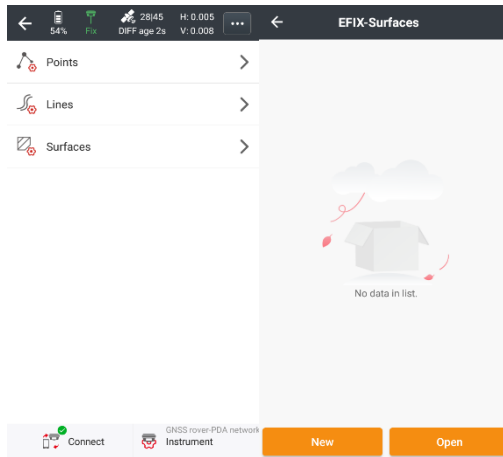 28|45 H: 0.005
54% Fix DIFF age 2s V: 0.008
Points
Lines
Surfaces
GNSS rover-PDA network
Connect Instrument
EFIX-Surfaces
No data in list.
New Open